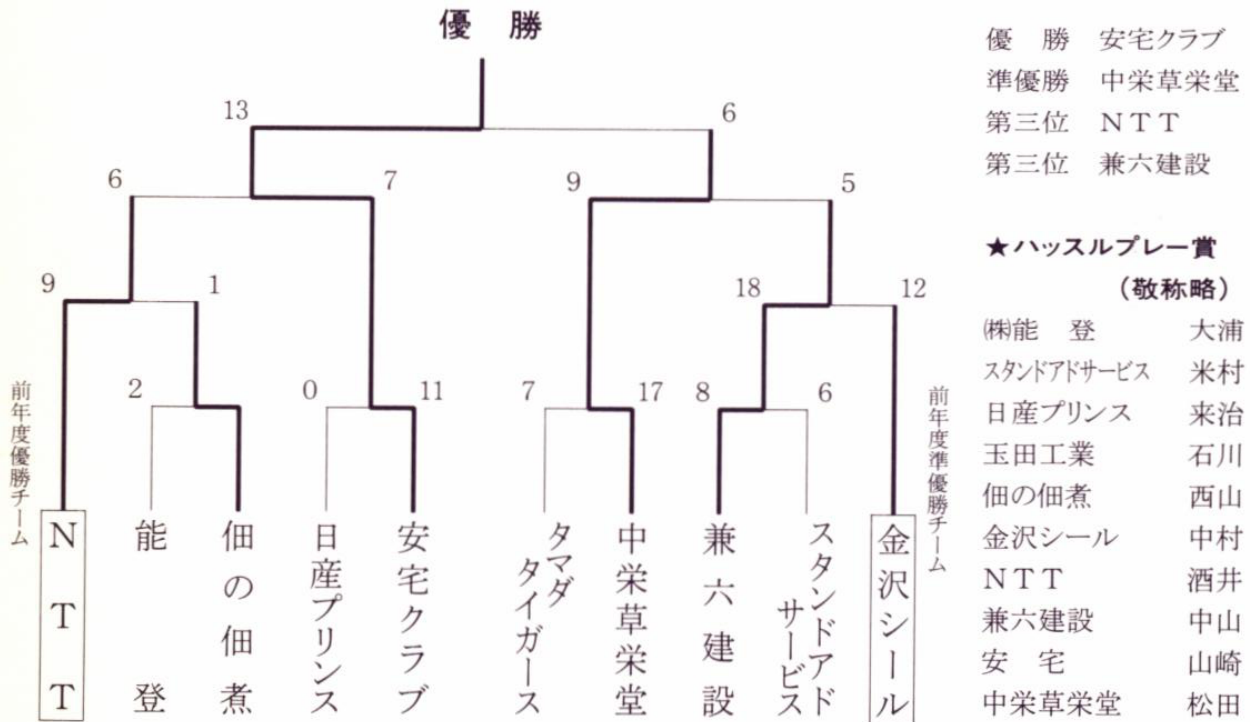 優勝
13
6
6
7
9
5
9
1
18
12
2
0
11
7
17
8
6
前年度優勝チーム
前年度準優勝チーム
NTT
能登
佃の佃煮
日産プリンス
安宅クラブ
タマダ
タイガース
中栄草栄堂
兼六建設
スタンドアド
サービス
金沢シール
優勝 安宅クラブ
準優勝 中栄草栄堂
第三位 NTT
第三位 兼六建設
★ハッスルプレー賞
(敬称略)
㈱能登 大浦
スタンドアドサービス 米村
日産プリンス 来治
玉田工業 石川
佃の佃煮 西山
金沢シール 中村
NTT 酒井
兼六建設 中山
安宅 山崎
中栄草栄堂 松田